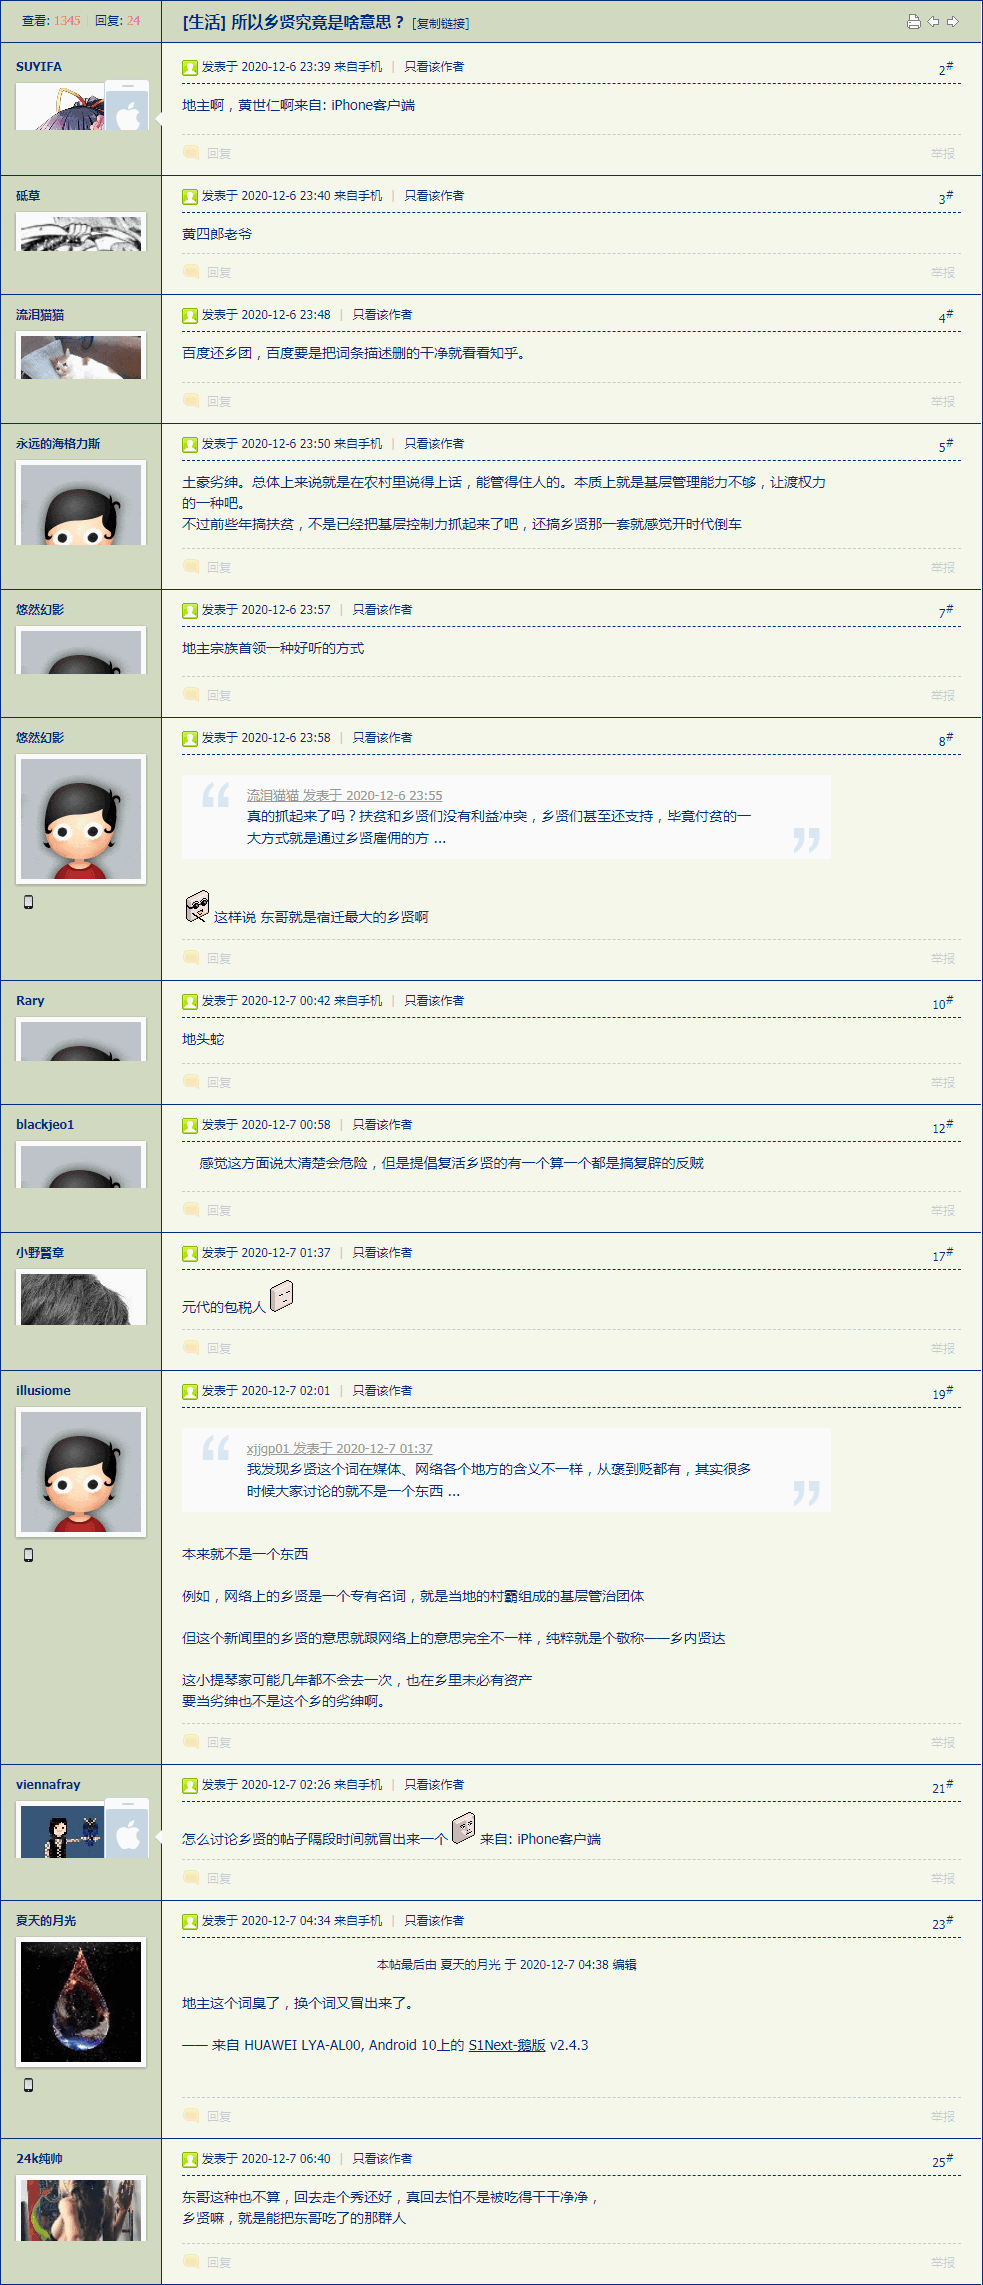 查看: 1345 | 回复: 24
[生活] 所以乡贤究竟是啥意思？ [复制链接]
SUYIFA
发表于 2020-12-6 23:39 来自手机 | 只看该作者
2#
地主啊，黄世仁啊来自: iPhone客户端
回复
举报
砥草
发表于 2020-12-6 23:40 来自手机 | 只看该作者
3#
黄四郎老爷
回复
举报
流泪猫猫
发表于 2020-12-6 23:48 | 只看该作者
4#
百度还乡团，百度要是把词条描述删的干净就看看知乎。
回复
举报
永远的海格力斯
发表于 2020-12-6 23:50 来自手机 | 只看该作者
5#
土豪劣绅。总体上来说就是在农村里说得上话，能管得住人的。本质上就是基层管理能力不够，让渡权力
的一种吧。
不过前些年搞扶贫，不是已经把基层控制力抓起来了吧，还搞乡贤那一套就感觉开时代倒车
回复
举报
悠然幻影
发表于 2020-12-6 23:57 | 只看该作者
7#
地主宗族首领一种好听的方式
回复
举报
悠然幻影
发表于 2020-12-6 23:58 | 只看该作者
8#
流泪猫猫 发表于 2020-12-6 23:55
真的抓起来了吗？扶贫和乡贤们没有利益冲突，乡贤们甚至还支持，毕竟付贫的一
大方式就是通过乡贤雇佣的方 ...
这样说 东哥就是宿迁最大的乡贤啊
回复
举报
Rary
发表于 2020-12-7 00:42 来自手机 | 只看该作者
10#
地头蛇
回复
举报
blackjeo1
发表于 2020-12-7 00:58 | 只看该作者
12#
感觉这方面说太清楚会危险，但是提倡复活乡贤的有一个算一个都是搞复辟的反贼
回复
举报
小野賢章
发表于 2020-12-7 01:37 | 只看该作者
17#
元代的包税人
回复
举报
illusiome
发表于 2020-12-7 02:01 | 只看该作者
19#
xjjgp01 发表于 2020-12-7 01:37
我发现乡贤这个词在媒体、网络各个地方的含义不一样，从褒到贬都有，其实很多
时候大家讨论的就不是一个东西 ...
本来就不是一个东西
例如，网络上的乡贤是一个专有名词，就是当地的村霸组成的基层管治团体
但这个新闻里的乡贤的意思就跟网络上的意思完全不一样，纯粹就是个敬称——乡内贤达
这小提琴家可能几年都不会去一次，也在乡里未必有资产
要当劣绅也不是这个乡的劣绅啊。
回复
举报
viennafray
发表于 2020-12-7 02:26 来自手机 | 只看该作者
21#
怎么讨论乡贤的帖子隔段时间就冒出来一个 来自: iPhone客户端
回复
举报
夏天的月光
发表于 2020-12-7 04:34 来自手机 | 只看该作者
23#
本帖最后由 夏天的月光 于 2020-12-7 04:38 编辑
地主这个词臭了，换个词又冒出来了。
—— 来自 HUAWEI LYA-AL00, Android 10上的 S1Next-鹅版 v2.4.3
回复
举报
24k纯帅
发表于 2020-12-7 06:40 | 只看该作者
25#
东哥这种也不算，回去走个秀还好，真回去怕不是被吃得干干净净，
乡贤嘛，就是能把东哥吃了的那群人
回复
举报